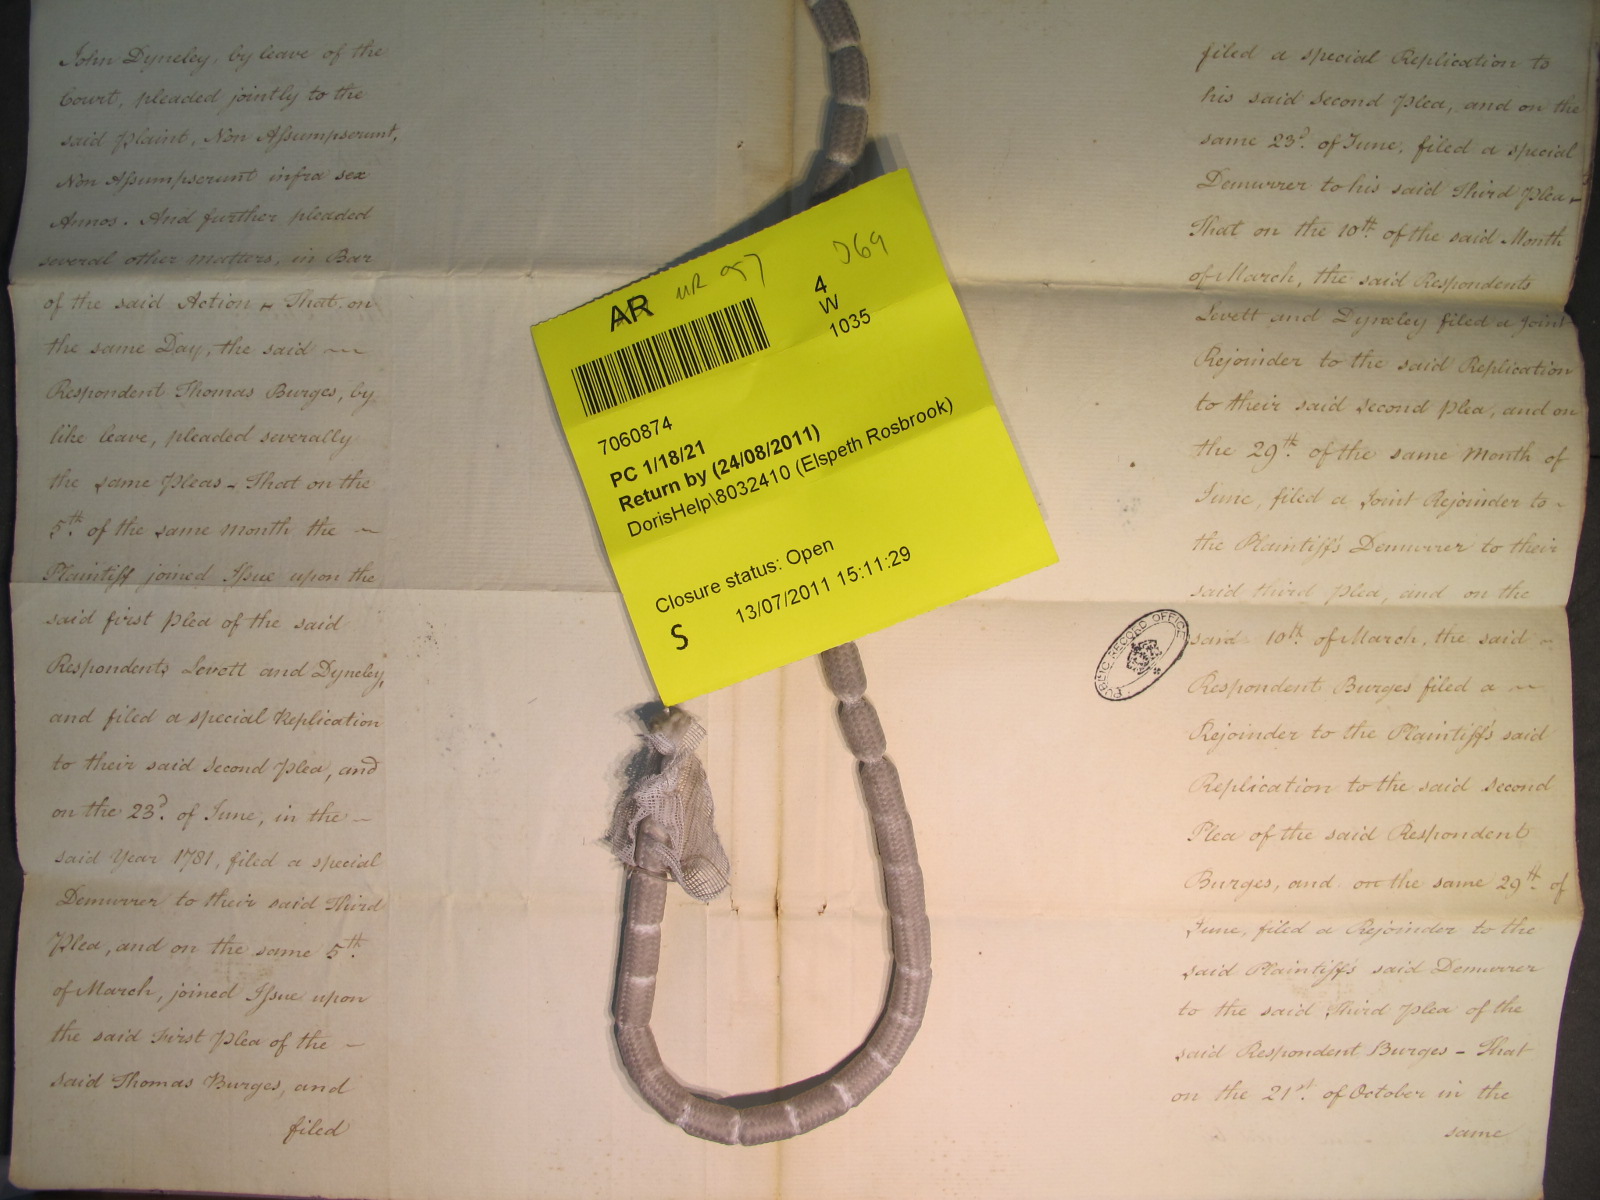 John Dyneley, by leave of the
Court, pleaded jointly to the
said Plaint, Non Assumpserunt,
Non Assumpserunt infra sex
Annos. And further pleaded
several other matters, in Bar
of the said Action - That on
the same Day, the said ~
Respondent Thomas Burges, by
like leave, pleaded severally
the same Pleas - That on the
5th. of the same Month the ~
Plaintiff joined Issue upon the
said first Plea of the said
Respondents Levett and Dyneley,
and filed a special Replication
to their said Second Plea, and
on the 23d. of June, in the ~
said Year 1781, filed a special
Demurrer to their said Third
Plea, and on the same 5th.
of March, joined Issue upon
the said First Plea of the ~
said Thomas Burges, and
filed
AR
4
W
1035
7060874
PC 1/18/21
Return by (24/08/2011)
DorisHelp\8032410 (Elspeth Rosbrook)
Closure status: Open
13/07/2011 15:11:29
S
filed a special Replication to
his said Second Plea, and on the
same 23d. of June, filed a special
Demurrer to his said Third Plea -
That on the 10th. of the said Month
of March, the said Respondents
Levett and Dyneley filed a Joint
Rejoinder to the said Replication
to their said Second Plea, and on
the 29th. of the same Month of
June, filed a Joint Rejoinder to -
the Plaintiff's Demurrer to their
said third Plea, and on the
said 10th. of March, the said ~
Respondent Burges filed a ~
Rejoinder to the Plaintiff's said
Replication to the said Second
Plea of the said Respondent
Burges, and on the same 29th. of
June, filed a Rejoinder to the
said Plaintiff's said Demurrer
to the said Third Plea of the
said Respondent Burges - That
on the 21st. of October in the
same
PUBLIC RECORD OFFICE